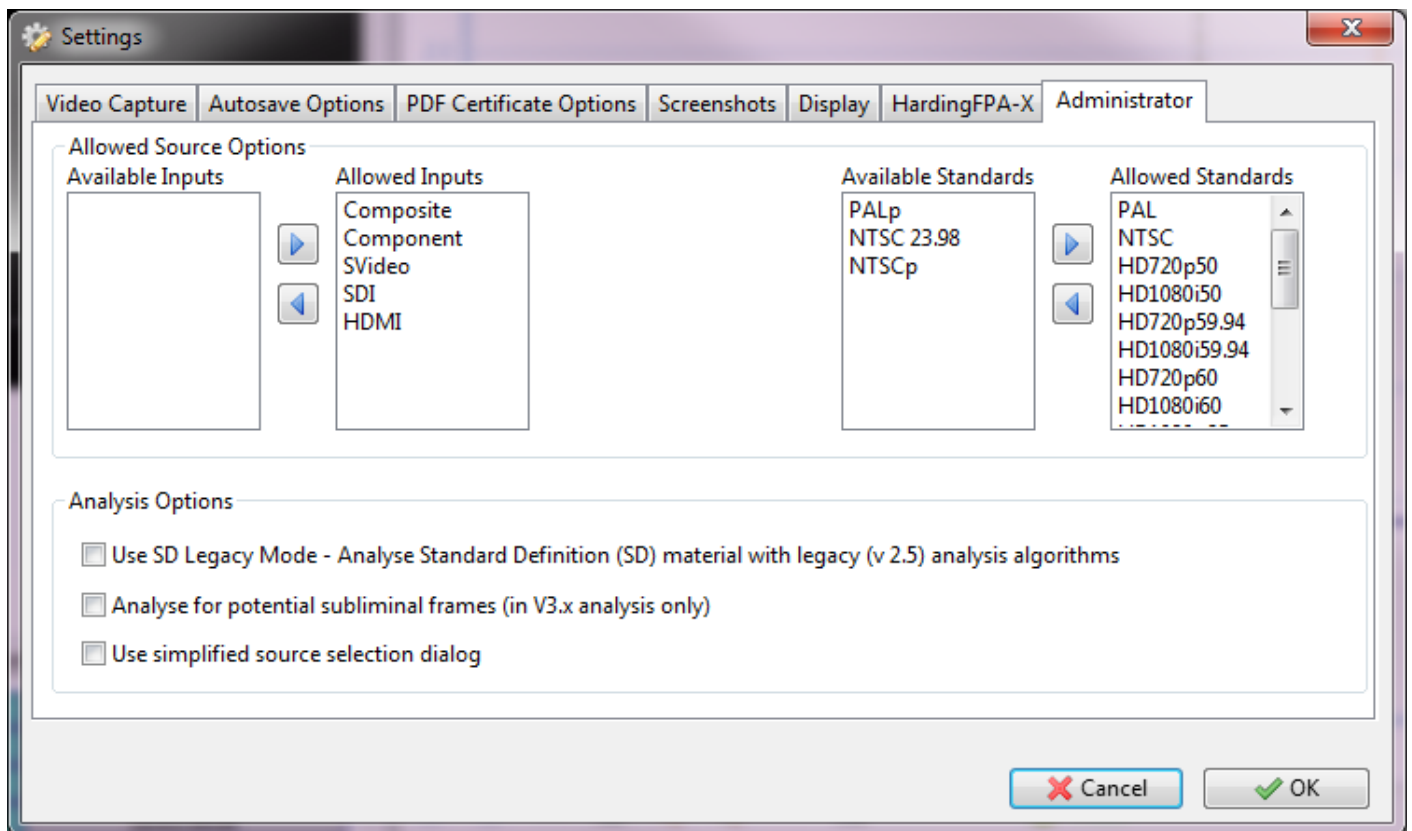 Settings
Video Capture Autosave Options PDF Certificate Options Screenshots Display HardingFPA-X Administrator
Allowed Source Options
Available Inputs Allowed Inputs Available Standards Allowed Standards
Composite PALp PAL
Component NTSC 23.98 NTSC
SVideo NTSCp HD720p50
SDI HD1080i50
HDMI HD720p59.94
HD1080i59.94
HD720p60
HD1080i60
Analysis Options
Use SD Legacy Mode - Analyse Standard Definition (SD) material with legacy (v 2.5) analysis algorithms
Analyse for potential subliminal frames (in V3.x analysis only)
Use simplified source selection dialog
Cancel OK